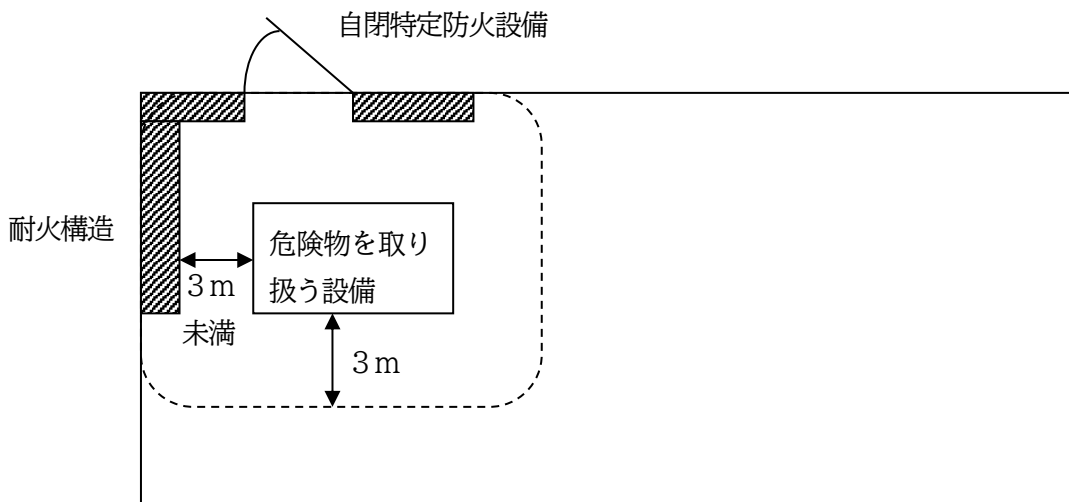 自閉特定防火設備
耐火構造
危険物を取り
扱う設備
３ｍ
未満
３ｍ